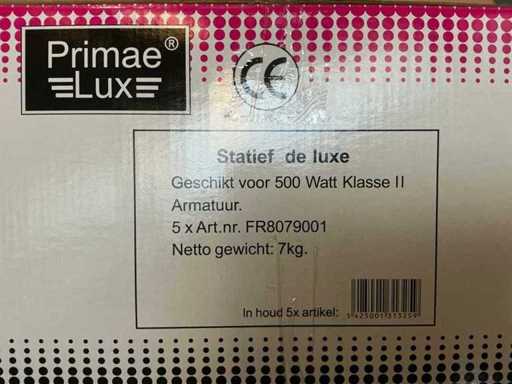 Primae®
Lux
CE
Statief de luxe
Geschikt voor 500 Watt Klasse II
Armatuur.
5 x Art.nr. FR8079001
Netto gewicht: 7kg.
In houd 5x artikel:
5425001313259